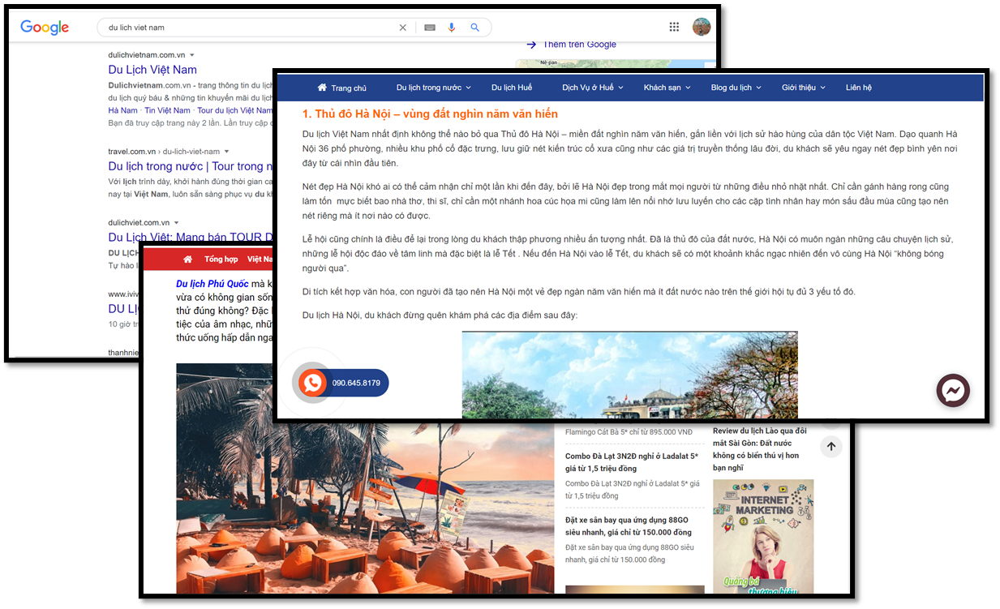 Google
du lich viet nam
Thêm trên Google
Nê-pan
dulichvietnam.com.vn
Du Lịch Việt Nam
Dulichvietnam.com.vn - trang thông tin du lịch
du lịch quý báu & những tin khuyến mãi du lịch
Hà Nam · Tin Việt Nam · Tour du lịch Việt Nam
Bạn đã truy cập trang này 2 lần. Lần truy cập
travel.com.vn › du-lich-viet-nam
Du lịch trong nước | Tour trong n
Với lịch trình dày, khởi hành đúng thời gian ca
nay tại Việt Nam, luôn sẵn sàng phục vụ du kh
dulichviet.com.vn
Du Lịch Việt: Mang bán TOUR D
DU LỊCH
Tự hào l
www.ivivi
DU LỊC
10 giờ tr
thanhnie
Trang chủ Du lịch trong nước Du lịch Huế Dịch Vụ ở Huế Khách sạn Blog du lịch Giới thiệu Liên hệ
1. Thủ đô Hà Nội – vùng đất nghìn năm văn hiến
Du lịch Việt Nam nhất định không thể nào bỏ qua Thủ đô Hà Nội – miền đất nghìn năm văn hiến, gắn liền với lịch sử hào hùng của dân tộc Việt Nam. Dạo quanh Hà
Nội 36 phố phường, nhiều khu phố cổ đặc trưng, lưu giữ nét kiến trúc cổ xưa cũng như các giá trị truyền thống lâu đời, du khách sẽ yêu ngay nét đẹp bình yên nơi
đây từ cái nhìn đầu tiên.
Nét đẹp Hà Nội khó ai có thể cảm nhận chỉ một lần khi đến đây, bởi lẽ Hà Nội đẹp trong mắt mọi người từ những điều nhỏ nhặt nhất. Chỉ cần gánh hàng rong cũng
làm tốn mực biết bao nhà thơ, thi sĩ, chỉ cần một nhánh hoa cúc họa mi cũng làm lên nỗi nhớ lưu luyến cho các cặp tình nhân hay món sấu đầu mùa cũng tạo nên
nét riêng mà ít nơi nào có được.
Lễ hội cũng chính là điều để lại trong lòng du khách thập phương nhiều ấn tượng nhất. Đã là thủ đô của đất nước, Hà Nội có muôn ngàn những câu chuyện lịch sử,
những lễ hội độc đáo về tâm linh mà đặc biệt là lễ Tết . Nếu đến Hà Nội vào lễ Tết, du khách sẽ có một khoảnh khắc ngạc nhiên đến vô cùng Hà Nội “không bóng
người qua”.
Di tích kết hợp văn hóa, con người đã tạo nên Hà Nội một vẻ đẹp ngàn năm văn hiến mà ít đất nước nào trên thế giới hội tụ đủ 3 yếu tố đó.
Du lịch Hà Nội, du khách đừng quên khám phá các địa điểm sau đây;
090.645.8179
Tổng hợp Việt Na
Du lịch Phú Quốc mà k
vừa có không gian sốn
thử đúng không? Đặc
tiệc của âm nhạc, nhữ
thức uống hấp dẫn nga
Flamingo Cát Bà 5* chỉ từ 895.000 VNĐ
Combo Đà Lạt 3N2Đ nghỉ ở Ladalat 5*
giá từ 1,5 triệu đồng
Combo Đà Lạt 3N2Đ nghỉ ở Ladalat 5* giá
từ 1,5 triệu đồng
Đặt xe sân bay qua ứng dụng 88GO
siêu nhanh, giá chỉ từ 150.000 đồng
Đặt xe sân bay qua ứng dụng 88GO siêu
nhanh, giá chỉ từ 150.000 đồng
Review du lịch Lào qua đôi
mắt Sài Gòn: Đất nước
không có biển thú vị hơn
bạn nghĩ
INTERNET
MARKETING
Quảng bá
thương hiệu